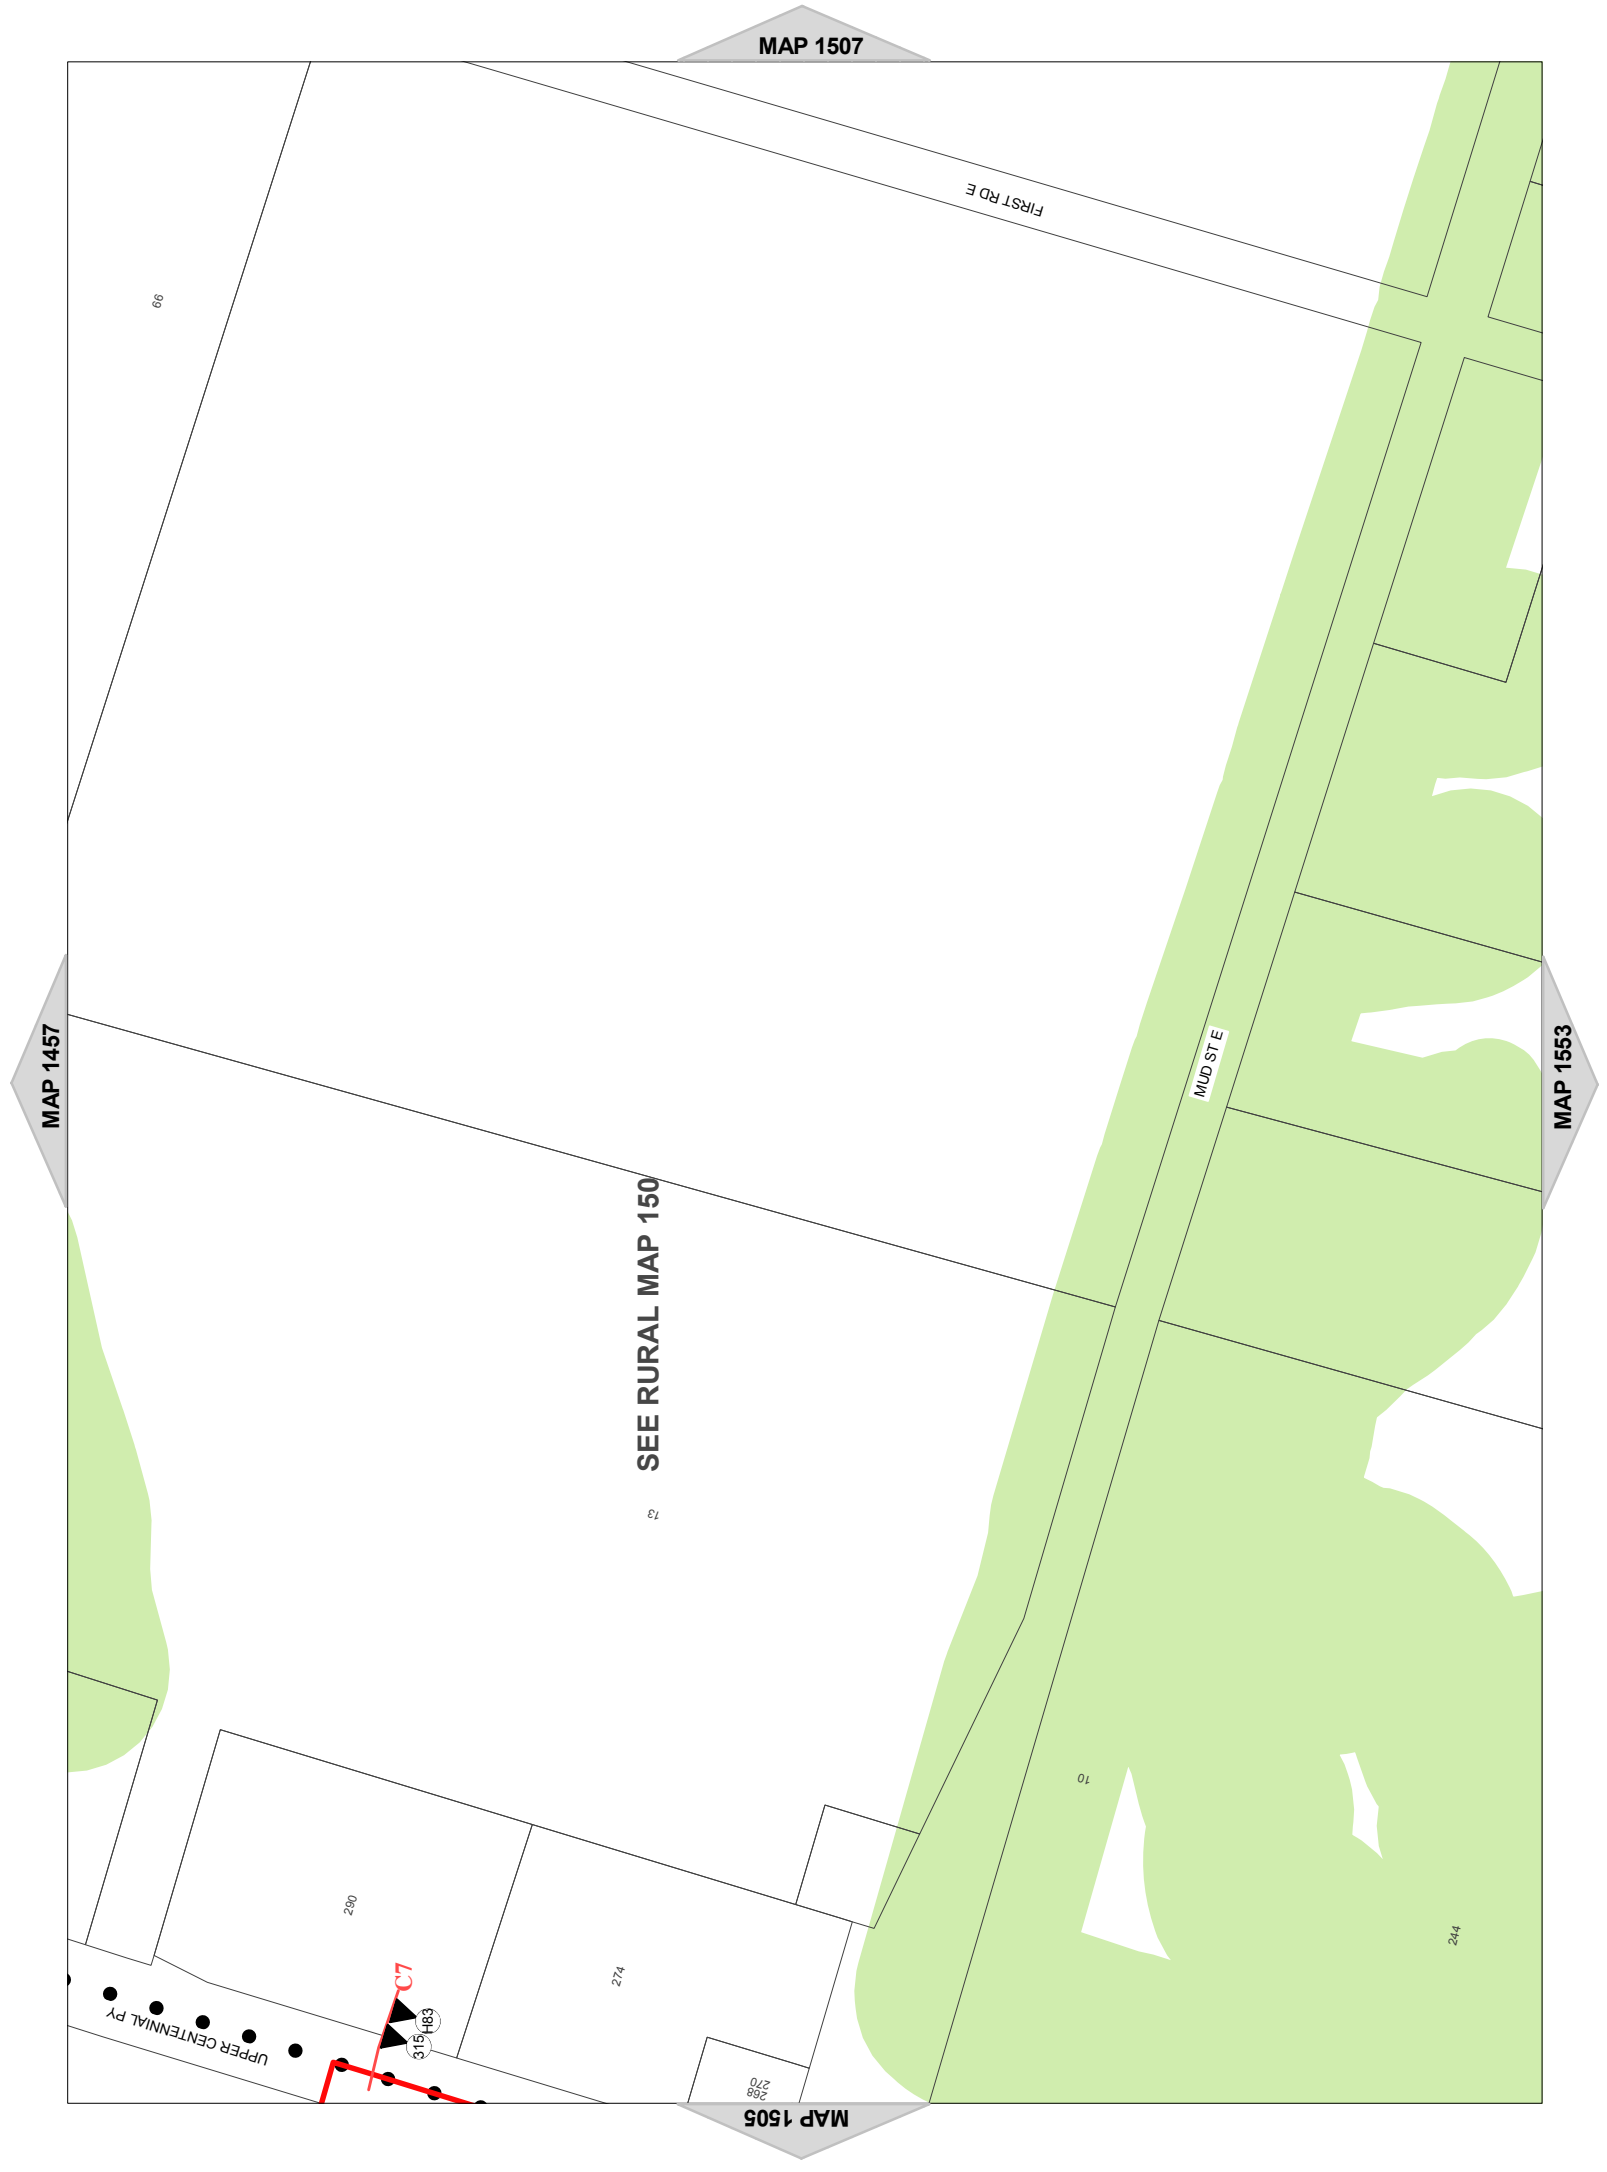 MAP 1507
FIRST RD E
66
MAP 1457
MAP 1553
MUD ST E
SEE RURAL MAP 150
13
10
290
244
C7
274
H83
315
UPPER CENTENNIAL PY
270
268
MAP 1505